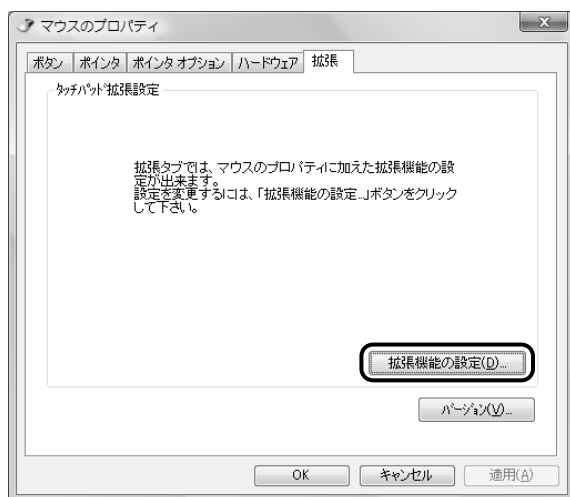 マウスのプロパティ
ボタン ポインタ ポインタ オプション ハードウェア 拡張
ﾀｯﾁﾊﾟｯﾄﾞ拡張設定
拡張タブでは、マウスのプロパティに加えた拡張機能の設
定が出来ます。
設定を変更するには、「拡張機能の設定...」ボタンをクリック
して下さい。
拡張機能の設定(D)...
ﾊﾞｰｼﾞｮﾝ(V)...
OK キャンセル 適用(A)